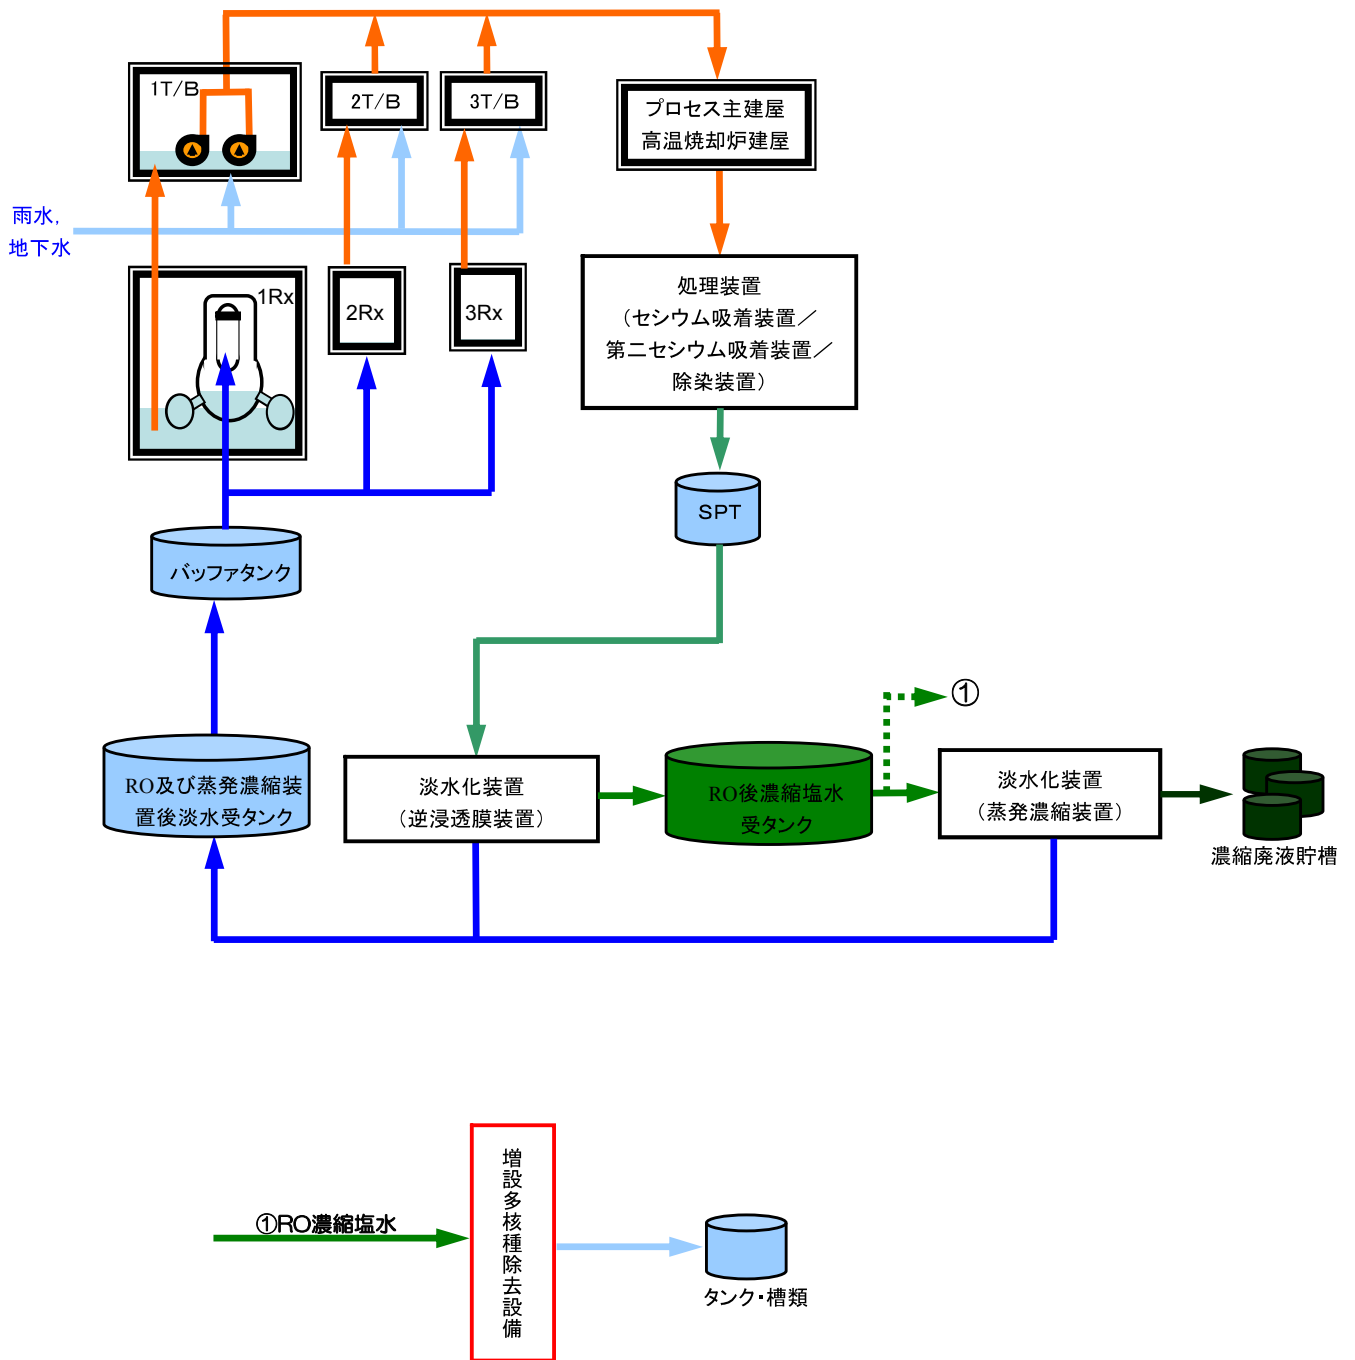 1T/B
2T/B
3T/B
プロセス主建屋
高温焼却炉建屋
雨水,
地下水
1Rx
2Rx
3Rx
処理装置
（セシウム吸着装置／
第二セシウム吸着装置／
除染装置）
SPT
バッファタンク
①
RO及び蒸発濃縮装
置後淡水受タンク
淡水化装置
（逆浸透膜装置）
RO後濃縮塩水
受タンク
淡水化装置
（蒸発濃縮装置）
濃縮廃液貯槽
①RO濃縮塩水
増設多核種除去設備
タンク・槽類